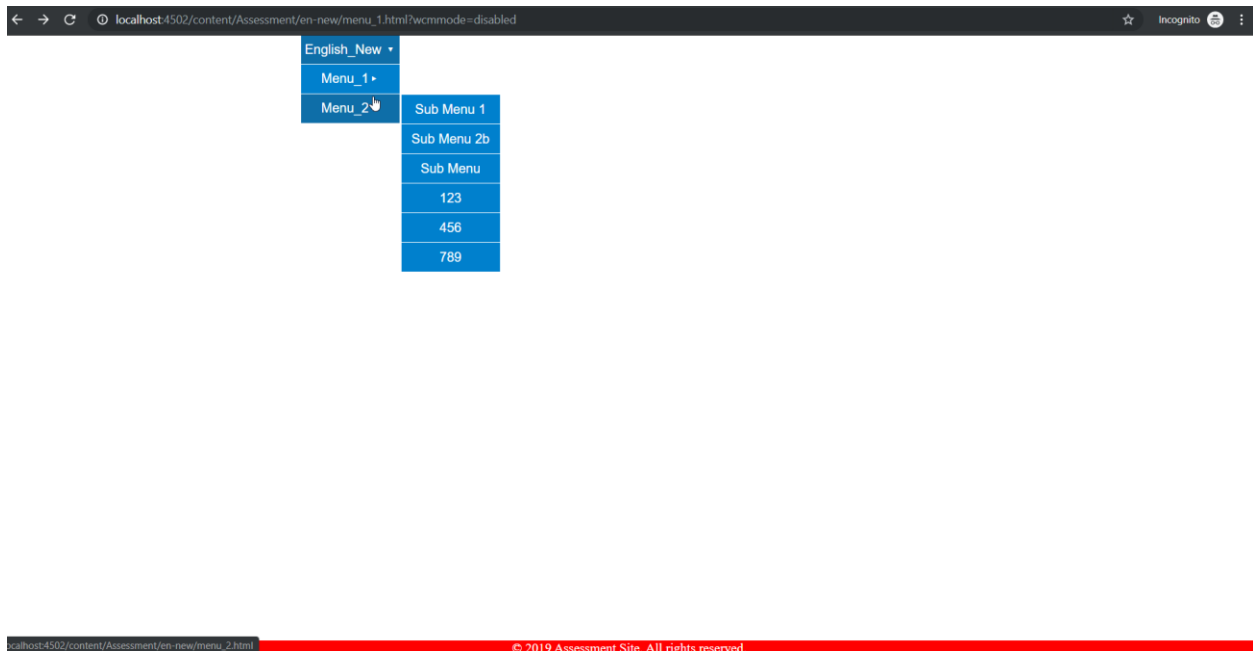 localhost:4502/content/Assessment/en-new/menu_1.html?wcmmode=disabled
Incognito
English_New ▾
Menu_1 ▸
Menu_2
Sub Menu 1
Sub Menu 2b
Sub Menu
123
456
789
ocalhost:4502/content/Assessment/en-new/menu_2.html
© 2019 Assessment Site. All rights reserved